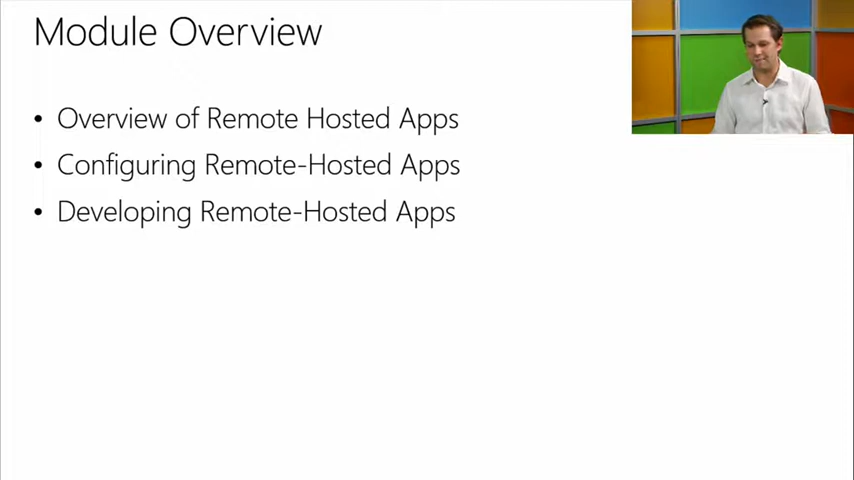 Module Overview
• Overview of Remote Hosted Apps
• Configuring Remote-Hosted Apps
• Developing Remote-Hosted Apps